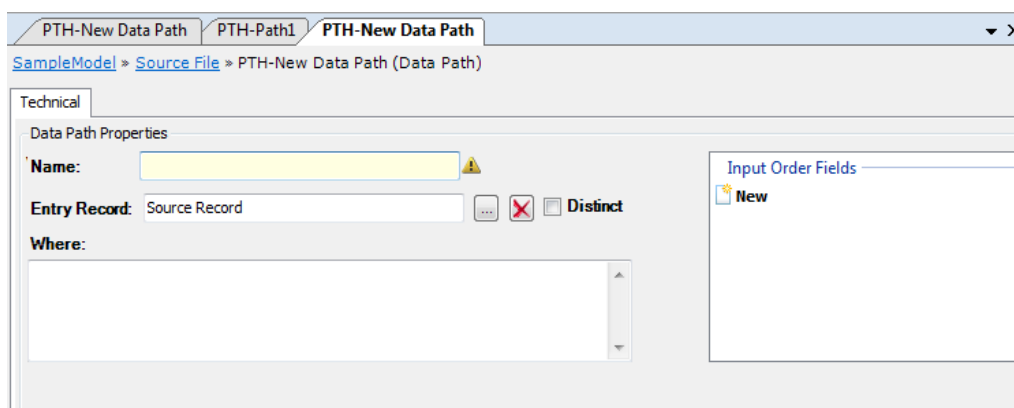 PTH-New Data Path PTH-Path1 PTH-New Data Path
SampleModel » Source File » PTH-New Data Path (Data Path)
Technical
Data Path Properties
Name:
Input Order Fields
New
Entry Record: Source Record ... Distinct
Where: